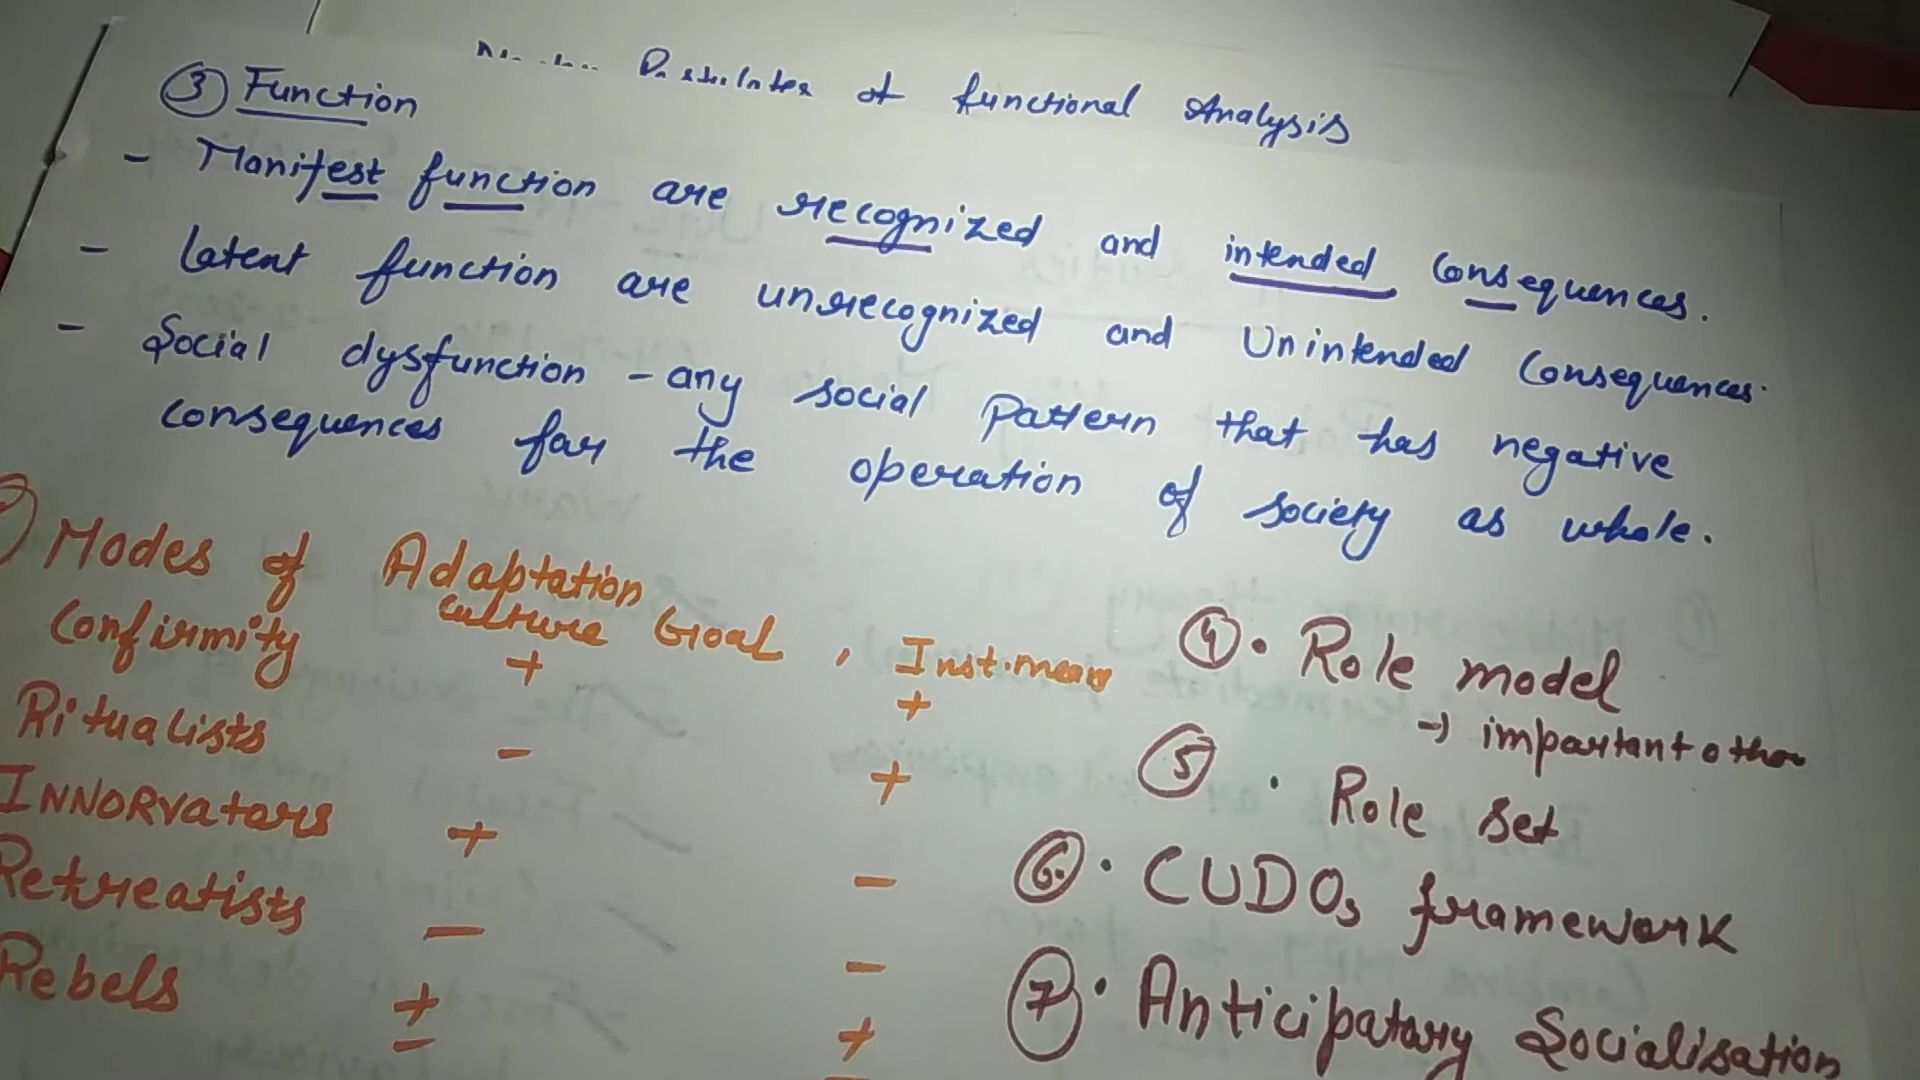 Postulates of functional Analysis
③ Function
- Manifest function are recognized and intended Consequences.
- Latent function are unrecognized and Unintended Consequences.
- Social dysfunction - any social Pattern that has negative
consequences for the operation of society as whole.
Modes of Adaptation
Culture Goal , Inst. means
Confirmity + +
Ritualists - +
INNORvators + -
Retreatists - -
Rebels ± +
④. Role model
→ important other
⑤. Role set
⑥. CUDOs framework
⑦. Anticipatary Socialisation